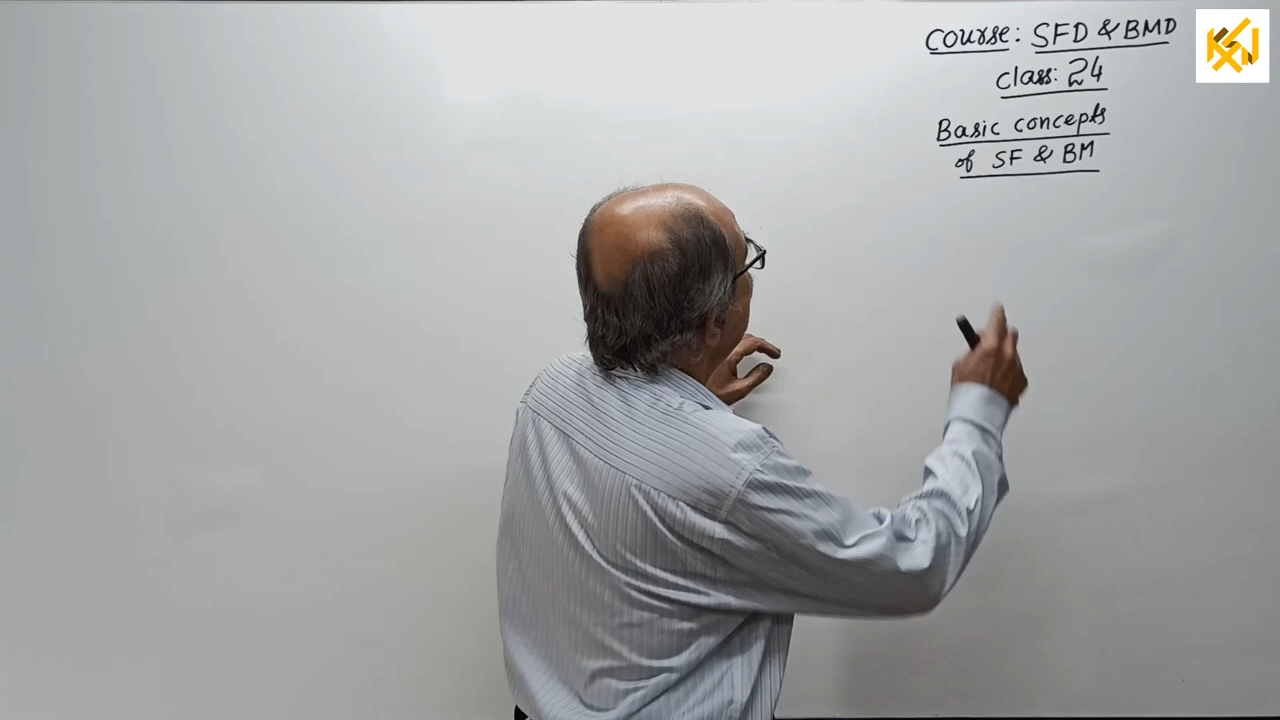 Course: SFD & BMD
Class: 24
Basic concepts
of SF & BM